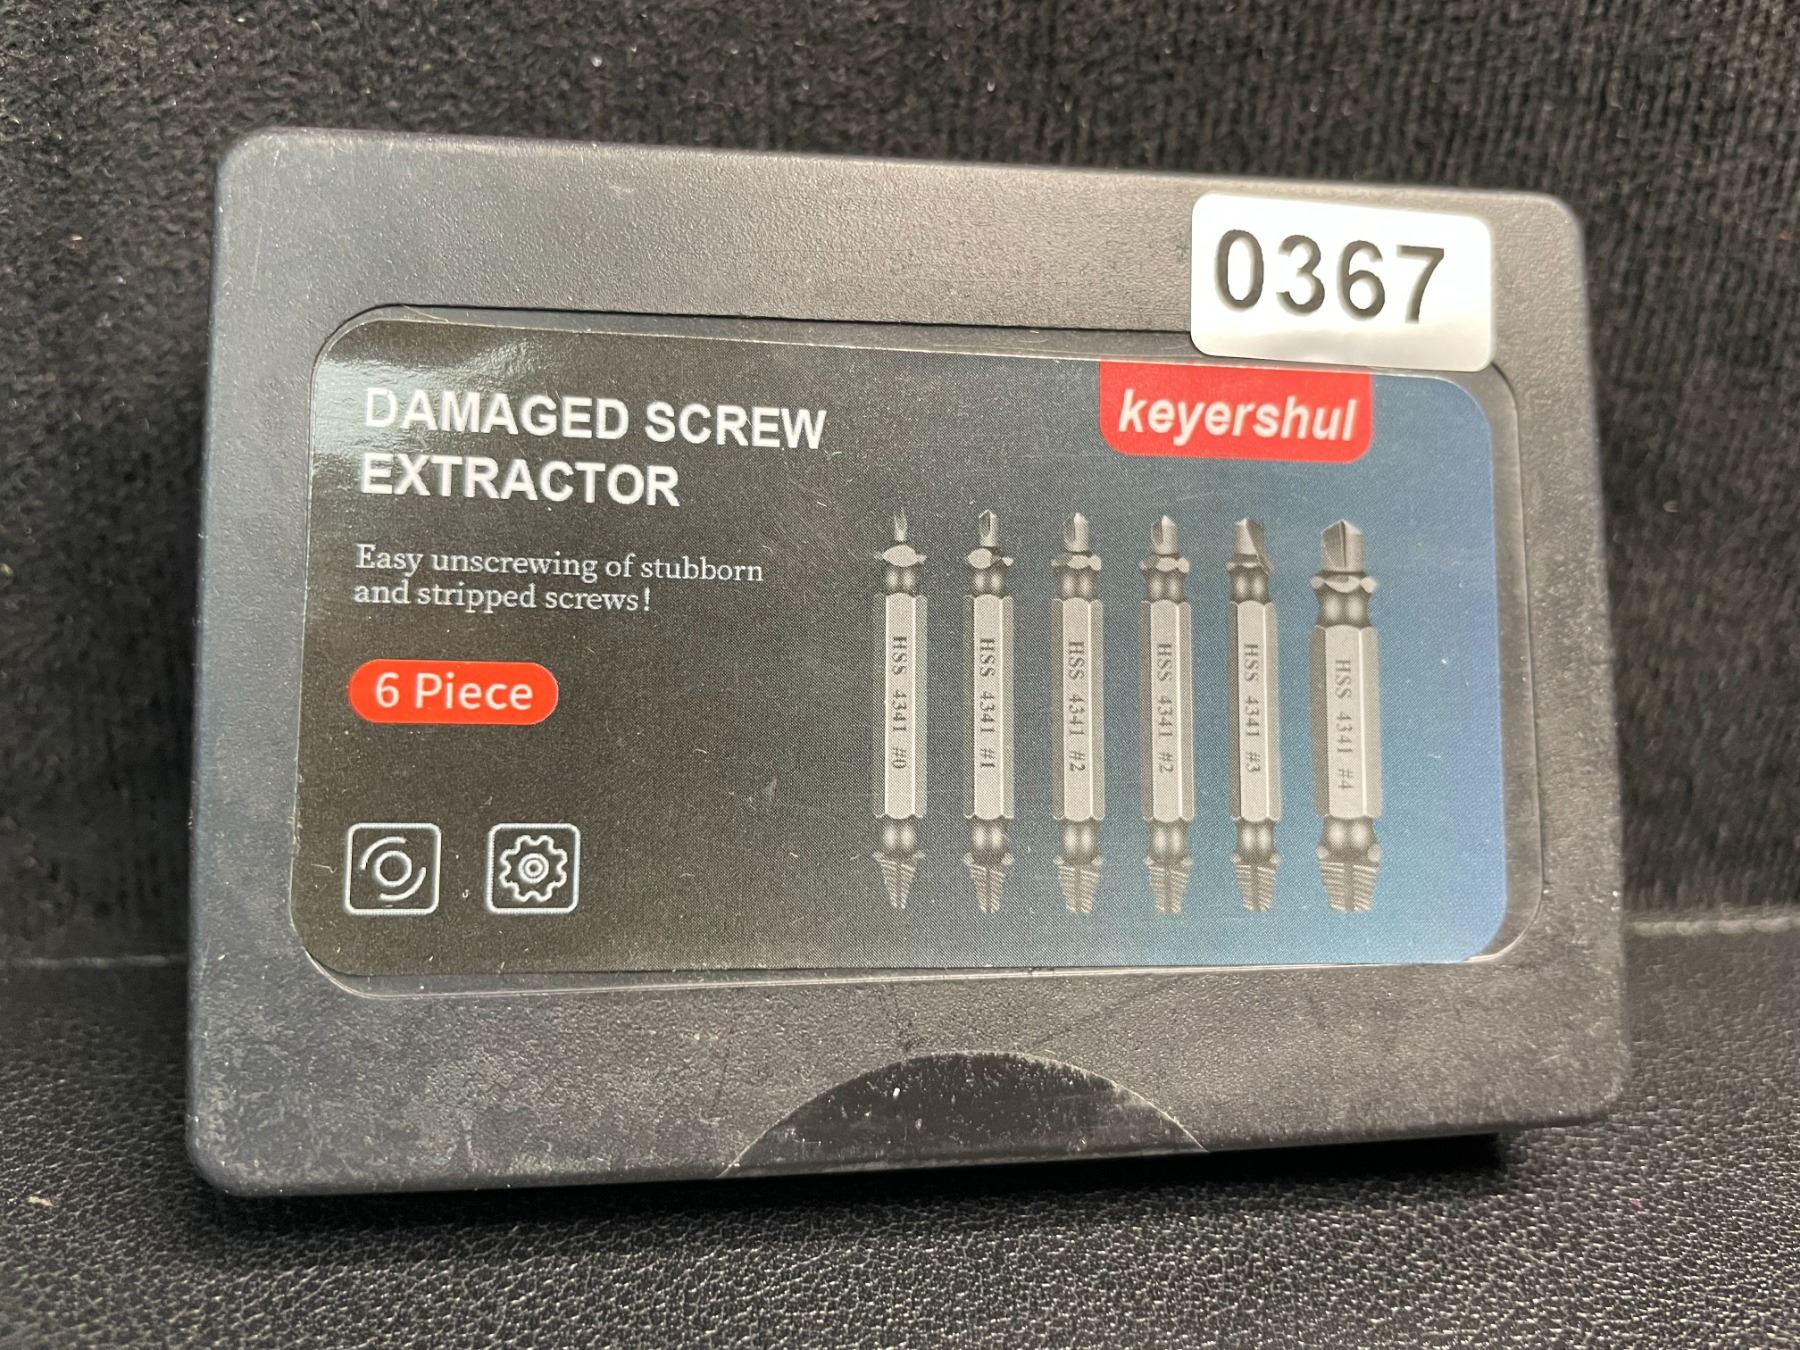 0367
keyershul
DAMAGED SCREW
EXTRACTOR
Easy unscrewing of stubborn
and stripped screws!
6 Piece
HSS 4341 #0
HSS 4341 #1
HSS 4341 #2
HSS 4341 #2
HSS 4341 #3
HSS 4341 #4